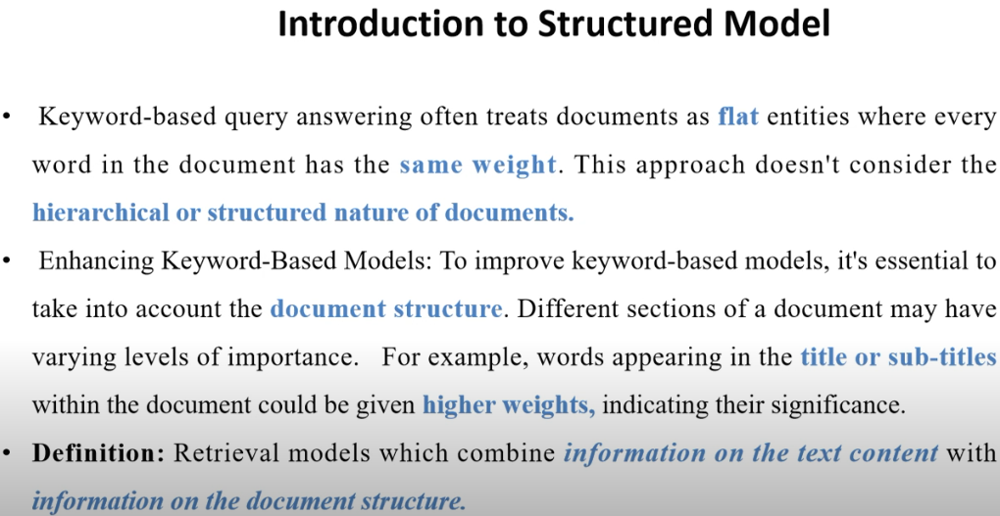 Introduction to Structured Model
• Keyword-based query answering often treats documents as flat entities where every
word in the document has the same weight. This approach doesn't consider the
hierarchical or structured nature of documents.
• Enhancing Keyword-Based Models: To improve keyword-based models, it's essential to
take into account the document structure. Different sections of a document may have
varying levels of importance. For example, words appearing in the title or sub-titles
within the document could be given higher weights, indicating their significance.
• Definition: Retrieval models which combine information on the text content with
information on the document structure.